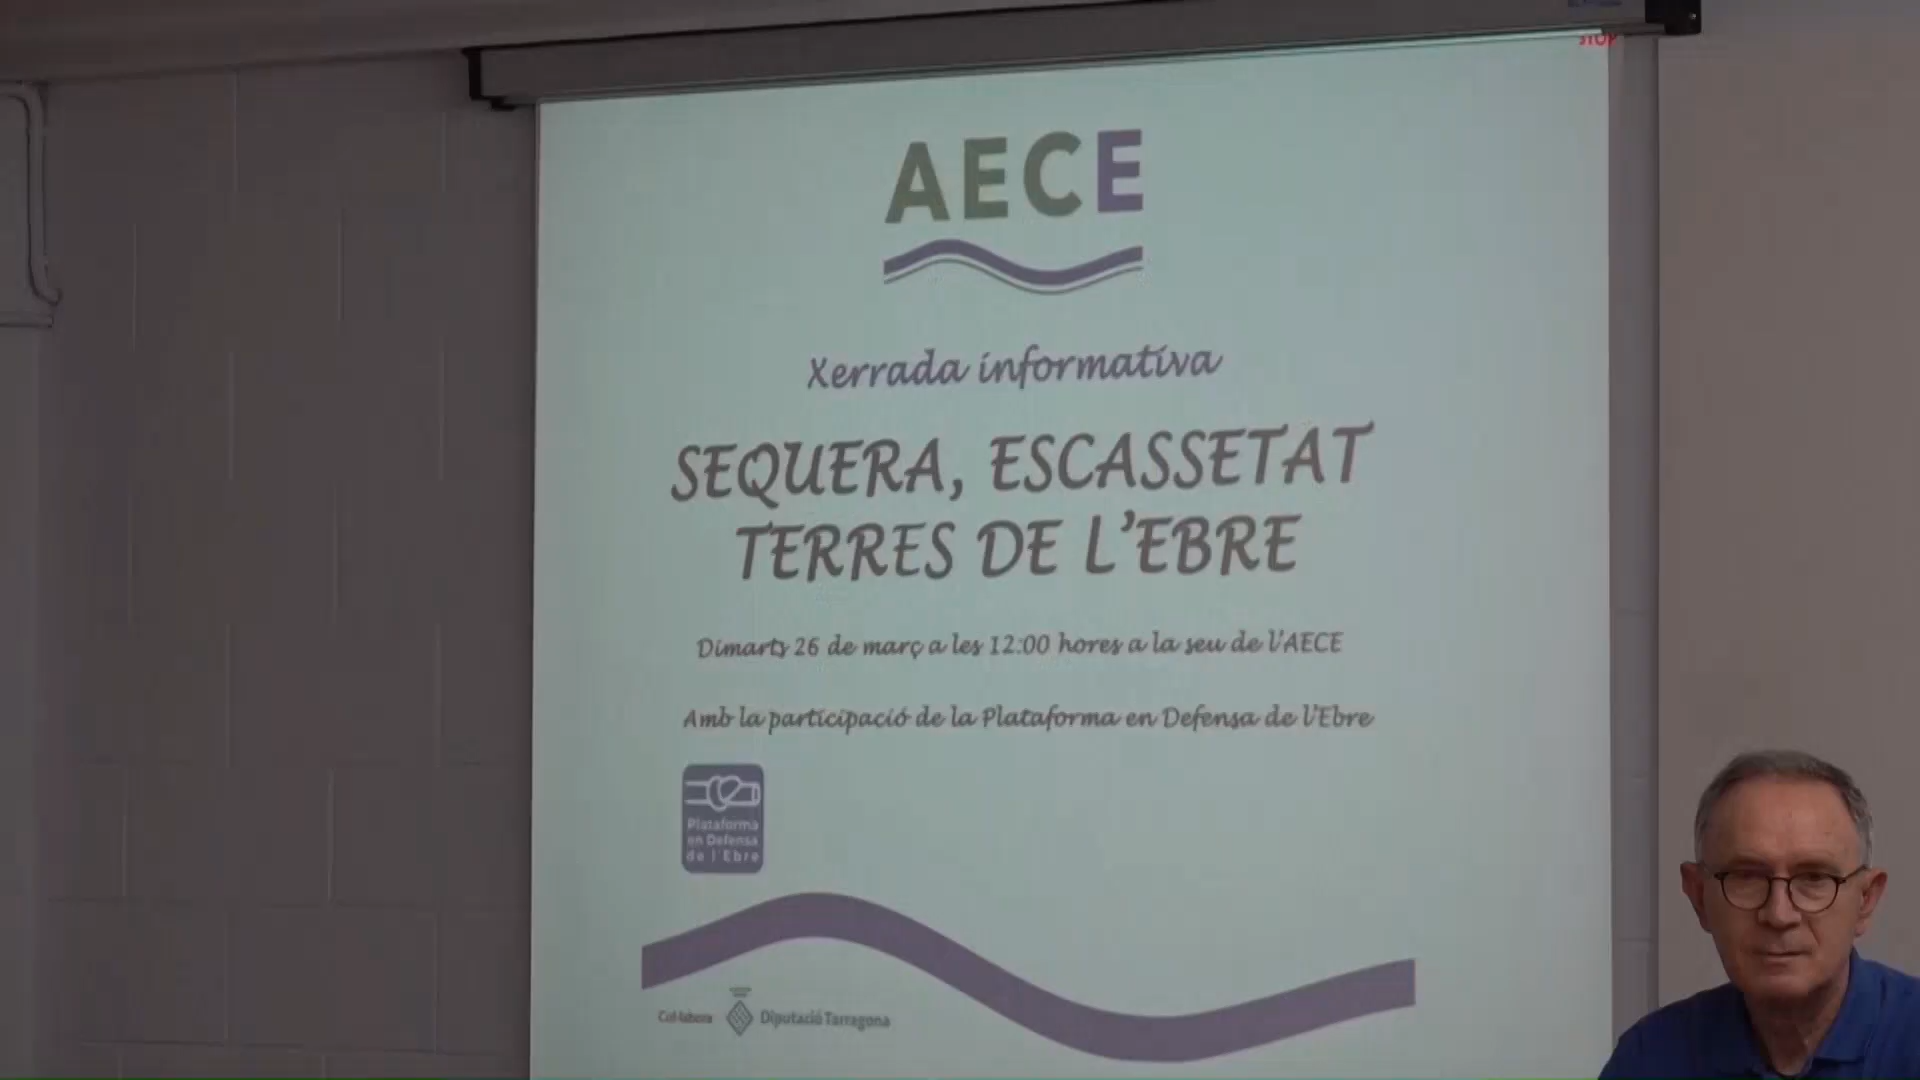 STOP
AECE
Xerrada informativa
SEQUERA, ESCASSETAT
TERRES DE L'EBRE
Dimarts 26 de març a les 12:00 hores a la seu de l'AECE
Amb la participació de la Plataforma en Defensa de l'Ebre
Plataforma
en Defensa
de l'Ebre
Col·labora
Diputació Tarragona